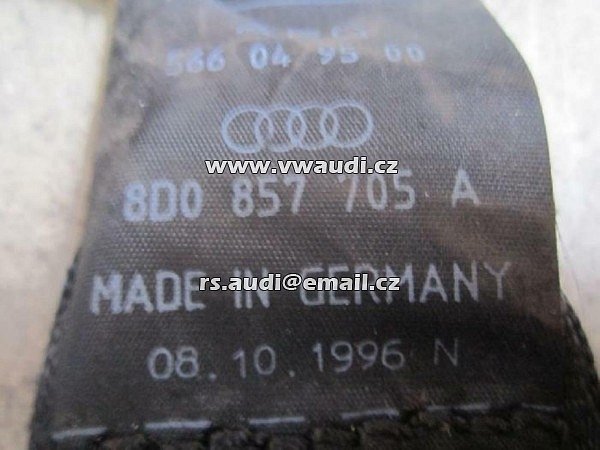 566 04 95 00
www.vwaudi.cz
8D0 857 705 A
MADE IN GERMANY
rs.audi@email.cz
08.10.1996 N